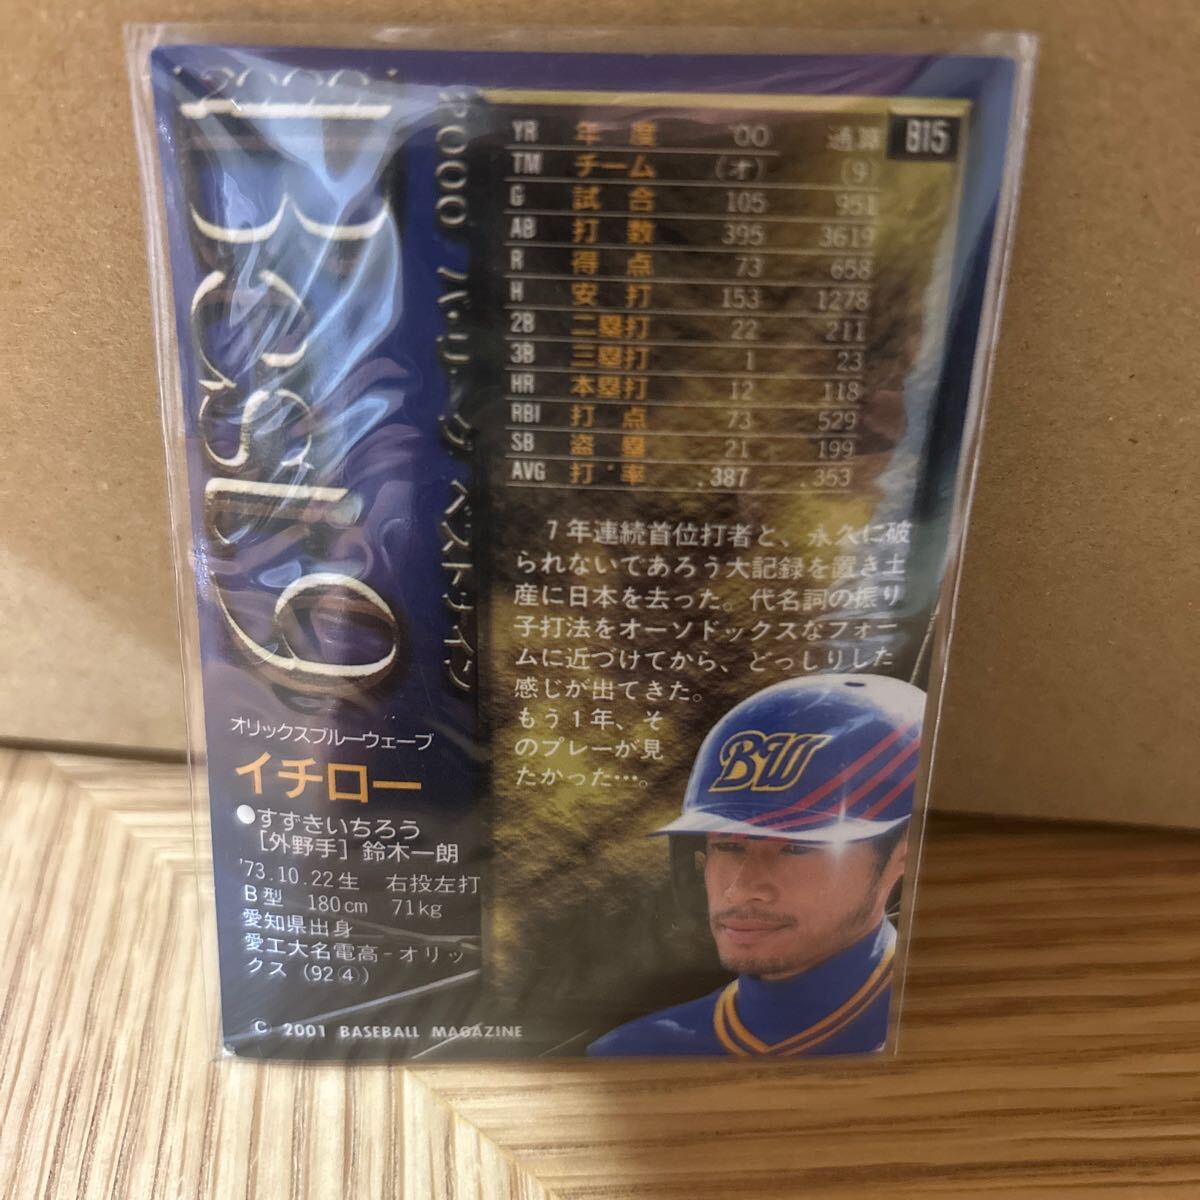 2000
Best 9
2000 パ・リーグ ベストナイン
B15
YR 年度 '00 通算
TM チーム (オ) (9)
G 試合 105 951
AB 打数 395 3619
R 得点 73 658
H 安打 153 1278
2B 二塁打 22 211
3B 三塁打 1 23
HR 本塁打 12 118
RBI 打点 73 529
SB 盗塁 21 199
AVG 打率 .387 .353
7年連続首位打者と、永久に破
られないであろう大記録を置き土
産に日本を去った。代名詞の振り
子打法をオーソドックスなフォー
ムに近づけてから、どっしりした
感じが出てきた。
もう1年、そ
のプレーが見
たかった…。
BW
オリックスブルーウェーブ
イチロー
●すずきいちろう
[外野手] 鈴木一朗
'73.10.22生 右投左打
B型 180cm 71kg
愛知県出身
愛工大名電高-オリッ
クス (92④)
© 2001 BASEBALL MAGAZINE